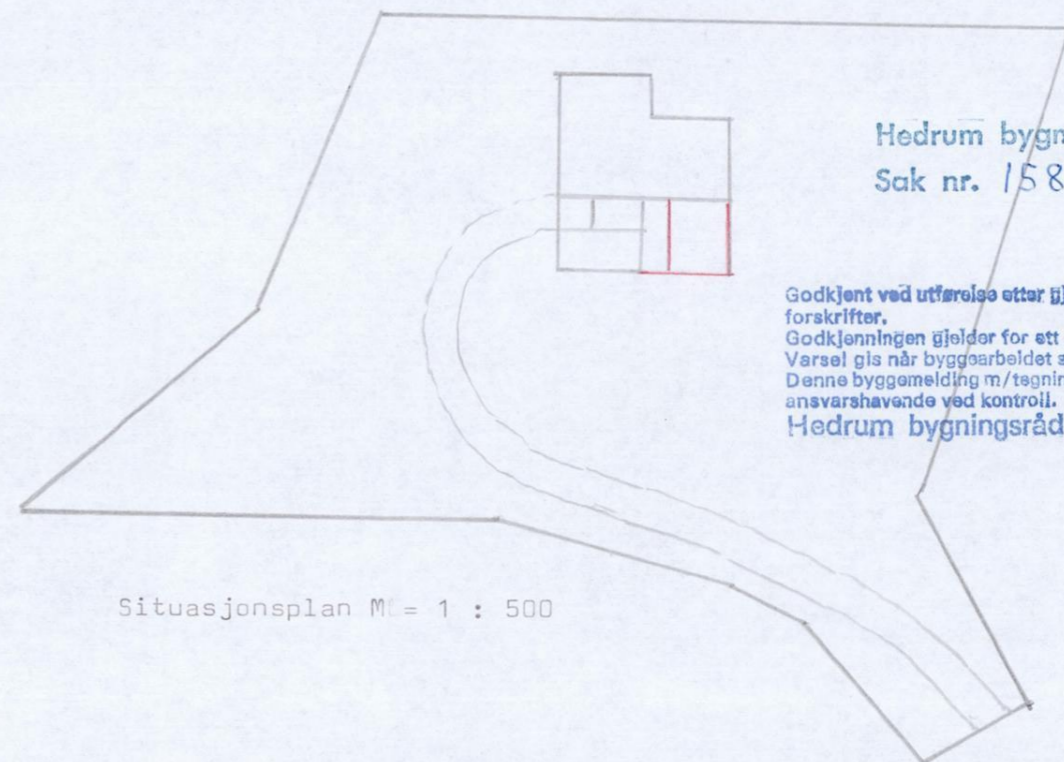 Hedrum bygn
Sak nr. 158
Godkjent ved utførelse etter gj
forskrifter.
Godkjenningen gjelder for ett
Varsel gis når byggearbeidet s
Denne byggemelding m/tegnin
ansvarshavende ved kontroll.
Hedrum bygningsråd
Situasjonsplan M = 1 : 500